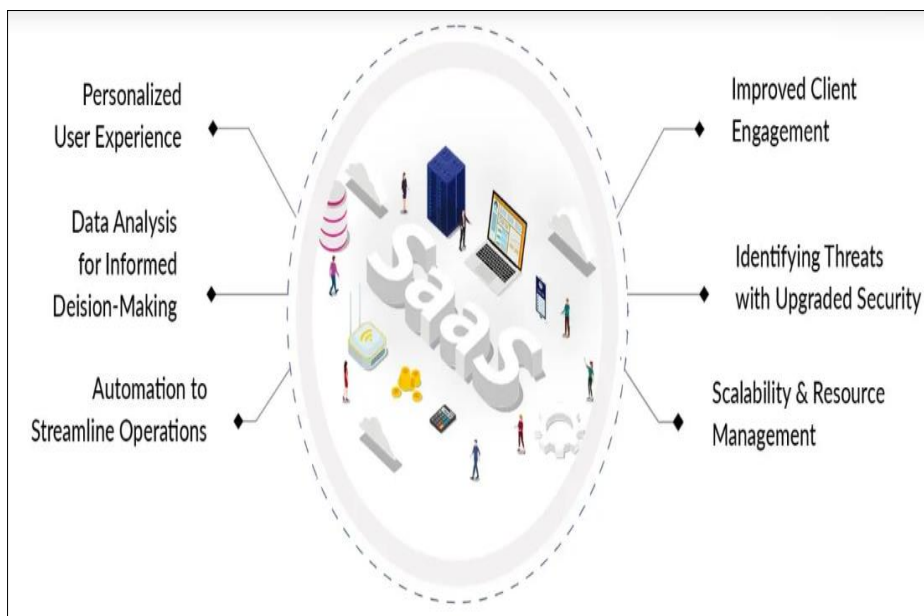 Personalized
User Experience
Data Analysis
for Informed
Deision-Making
Automation to
Streamline Operations
SaaS
Improved Client
Engagement
Identifying Threats
with Upgraded Security
Scalability & Resource
Management